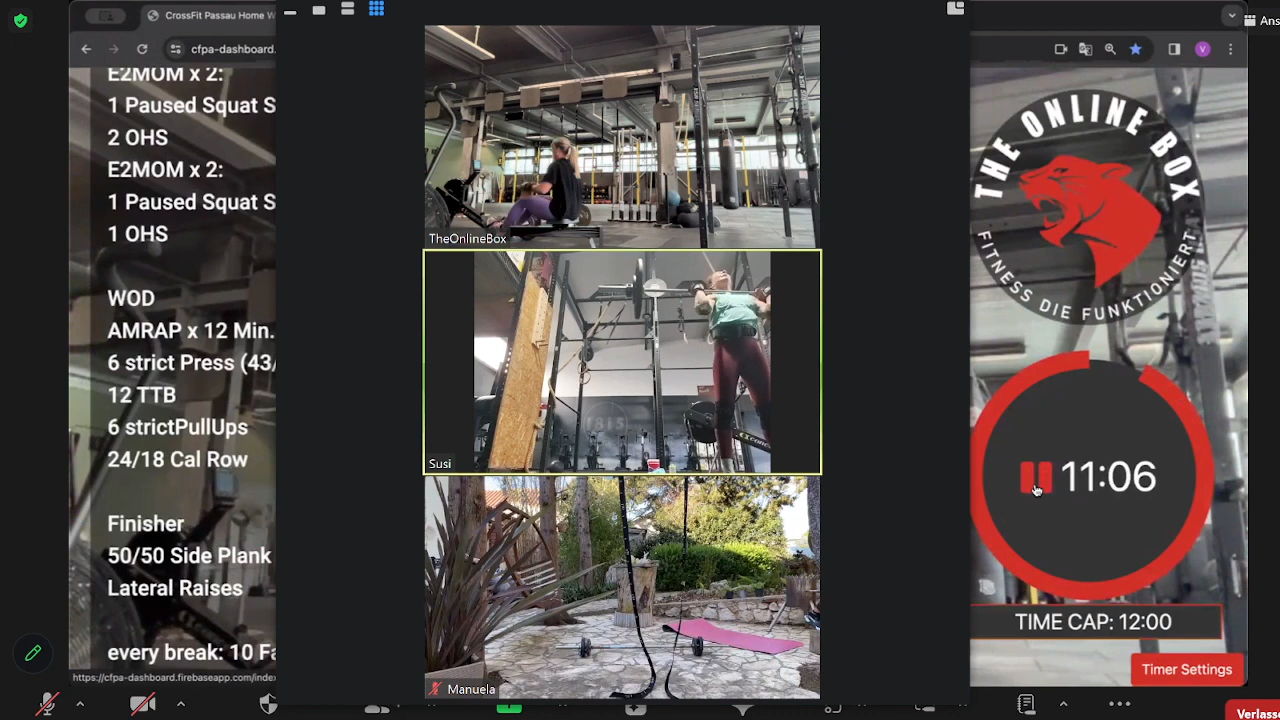 CrossFit Passau Home W
cfpa-dashboard.
E2MOM x 2:
1 Paused Squat S
2 OHS
E2MOM x 2:
1 Paused Squat S
1 OHS
WOD
AMRAP x 12 Min.
6 strict Press (43/
12 TTB
6 strictPullUps
24/18 Cal Row
Finisher
50/50 Side Plank
Lateral Raises
every break: 10 Fa
https://cfpa-dashboard.firebaseapp.com/index
TheOnlineBox
Susi
Manuela
Ans
V
THE ONLINE BOX
FITNESS DIE FUNKTIONIERT
11:06
TIME CAP: 12:00
Timer Settings
Verlasse